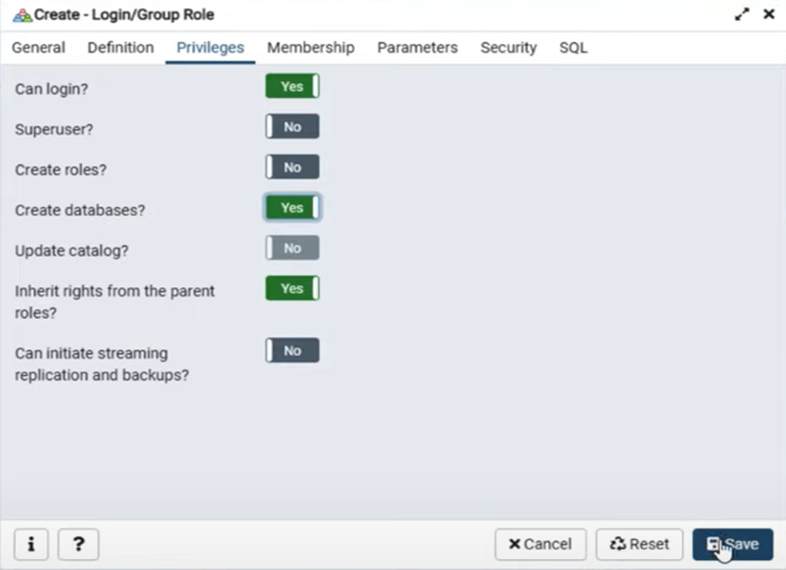 Create - Login/Group Role
General Definition Privileges Membership Parameters Security SQL
Can login? Yes
Superuser? No
Create roles? No
Create databases? Yes
Update catalog? No
Inherit rights from the parent Yes
roles?
Can initiate streaming No
replication and backups?
i ? Cancel Reset Save